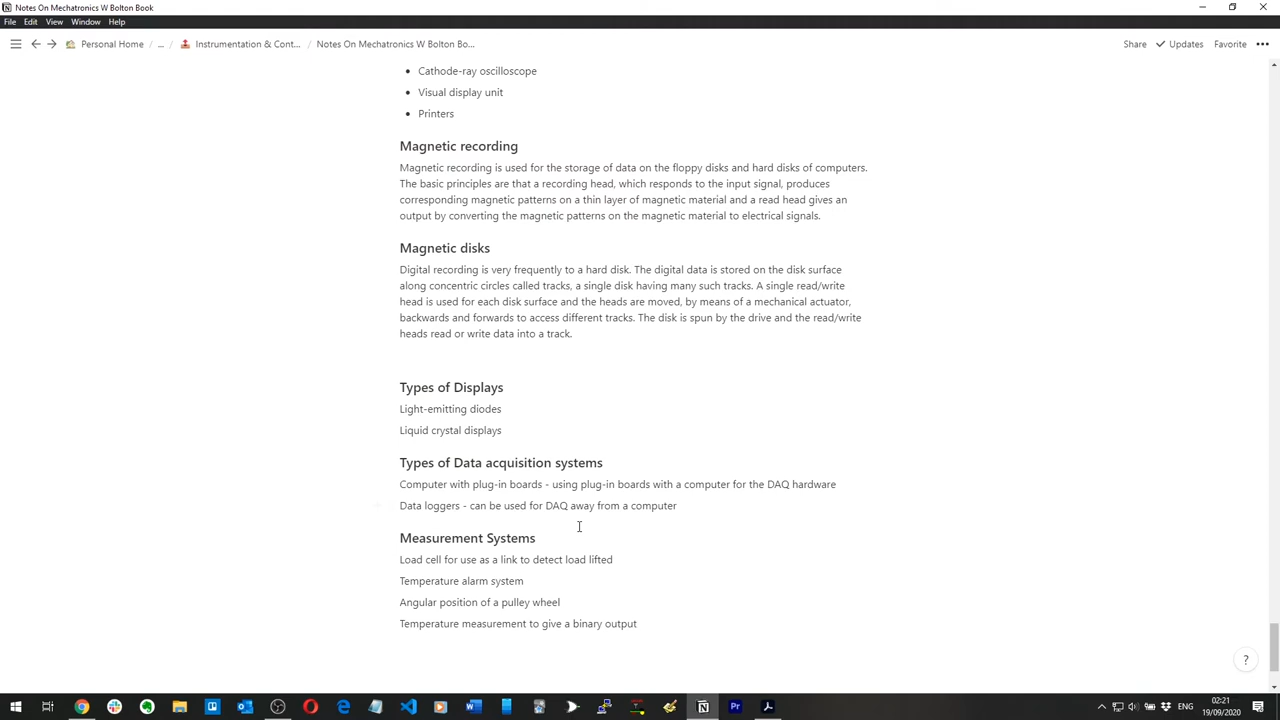 Notes On Mechatronics W Bolton Book
File Edit View Window Help
Personal Home / ... / Instrumentation & Cont... / Notes On Mechatronics W Bolton Bo... Share Updates Favorite
• Cathode-ray oscilloscope
• Visual display unit
• Printers
Magnetic recording
Magnetic recording is used for the storage of data on the floppy disks and hard disks of computers.
The basic principles are that a recording head, which responds to the input signal, produces
corresponding magnetic patterns on a thin layer of magnetic material and a read head gives an
output by converting the magnetic patterns on the magnetic material to electrical signals.
Magnetic disks
Digital recording is very frequently to a hard disk. The digital data is stored on the disk surface
along concentric circles called tracks, a single disk having many such tracks. A single read/write
head is used for each disk surface and the heads are moved, by means of a mechanical actuator,
backwards and forwards to access different tracks. The disk is spun by the drive and the read/write
heads read or write data into a track.
Types of Displays
Light-emitting diodes
Liquid crystal displays
Types of Data acquisition systems
Computer with plug-in boards - using plug-in boards with a computer for the DAQ hardware
Data loggers - can be used for DAQ away from a computer
Measurement Systems
Load cell for use as a link to detect load lifted
Temperature alarm system
Angular position of a pulley wheel
Temperature measurement to give a binary output
?
ENG
02:21
19/09/2020